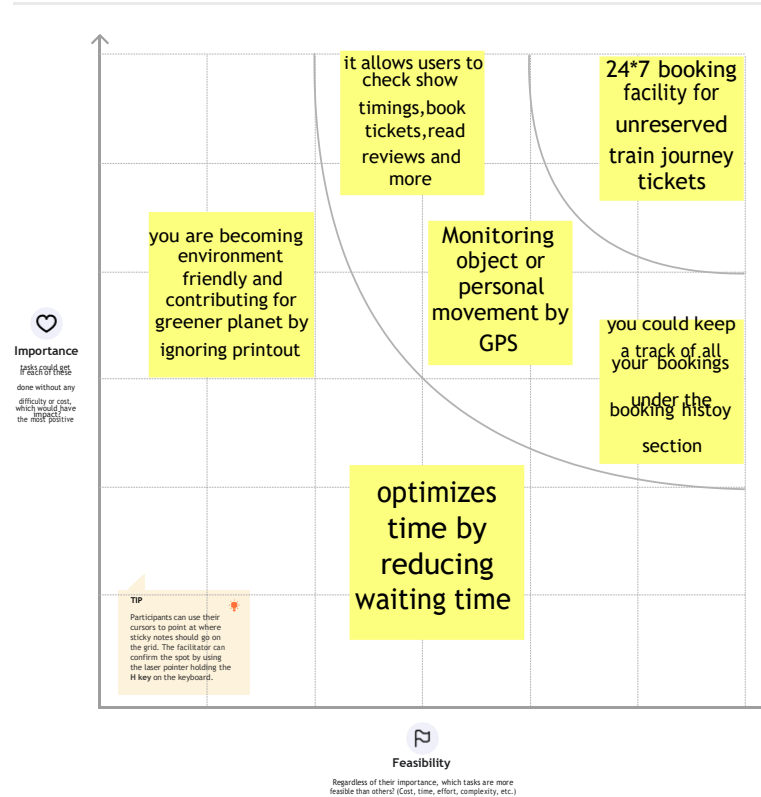 it allows users to
check show
timings,book
tickets,read
reviews and
more
24*7 booking
facility for
unreserved
train journey
tickets
you are becoming
environment
friendly and
contributing for
greener planet by
ignoring printout
Monitoring
object or
personal
movement by
GPS
you could keep
a track of all
your bookings
under the
booking histoy
section
Importance
If each of these
tasks could get
done without any
difficulty or cost,
which would have
the most positive
impact?
optimizes
time by
reducing
waiting time
TIP
Participants can use their
cursors to point at where
sticky notes should go on
the grid. The facilitator can
confirm the spot by using
the laser pointer holding the
H key on the keyboard.
Feasibility
Regardless of their importance, which tasks are more
feasible than others? (Cost, time, effort, complexity, etc.)